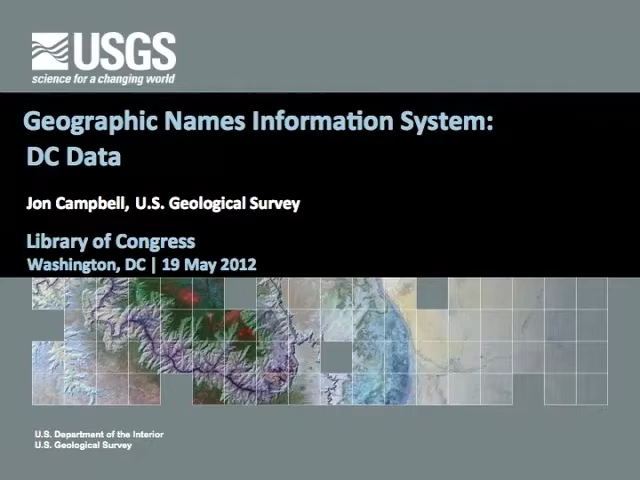 USGS
science for a changing world
Geographic Names Information System:
DC Data
Jon Campbell, U.S. Geological Survey
Library of Congress
Washington, DC | 19 May 2012
U.S. Department of the Interior
U.S. Geological Survey